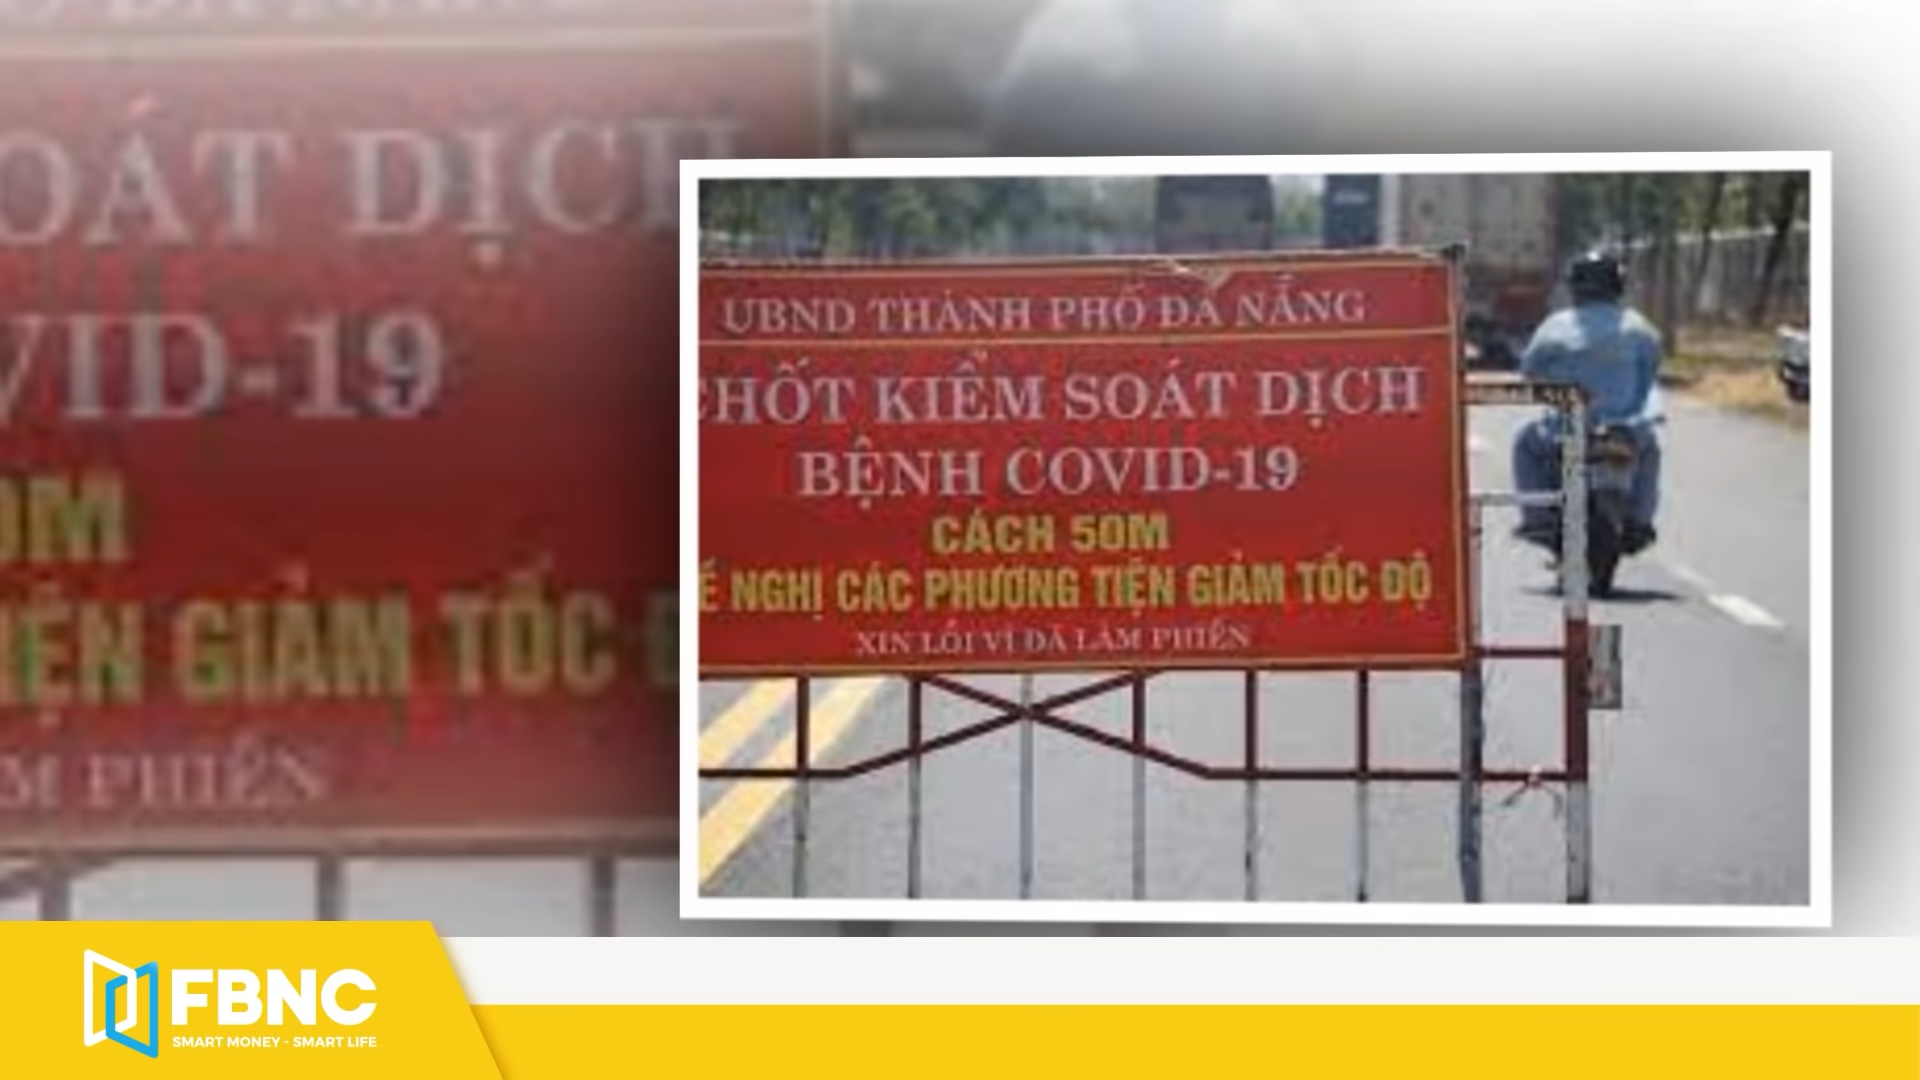 OÁT DỊCH
VID-19
0M
IỆN GIẢM TỐC Đ
M PHIỀN
UBND THÀNH PHỐ ĐÀ NẴNG
CHỐT KIỂM SOÁT DỊCH
BỆNH COVID-19
CÁCH 50M
Ề NGHỊ CÁC PHƯƠNG TIỆN GIẢM TỐC ĐỘ
XIN LỖI VÌ ĐÃ LÀM PHIỀN
FBNC
SMART MONEY - SMART LIFE